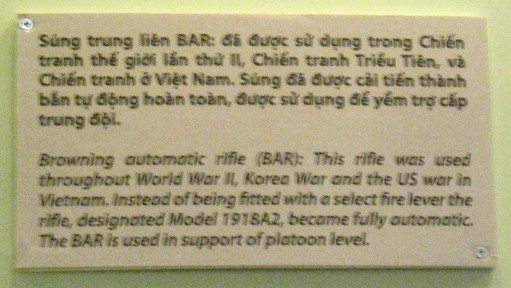 Súng trung liên BAR: đã được sử dụng trong Chiến
tranh thế giới lần thứ II, Chiến tranh Triều Tiên, và
Chiến tranh ở Việt Nam. Súng đã được cải tiến thành
bắn tự động hoàn toàn, được sử dụng để yểm trợ cấp
trung đội.
Browning automatic rifle (BAR): This rifle was used
throughout World War II, Korea War and the US war in
Vietnam. Instead of being fitted with a select fire lever the
rifle, designated Model 1918A2, became fully automatic.
The BAR is used in support of platoon level.